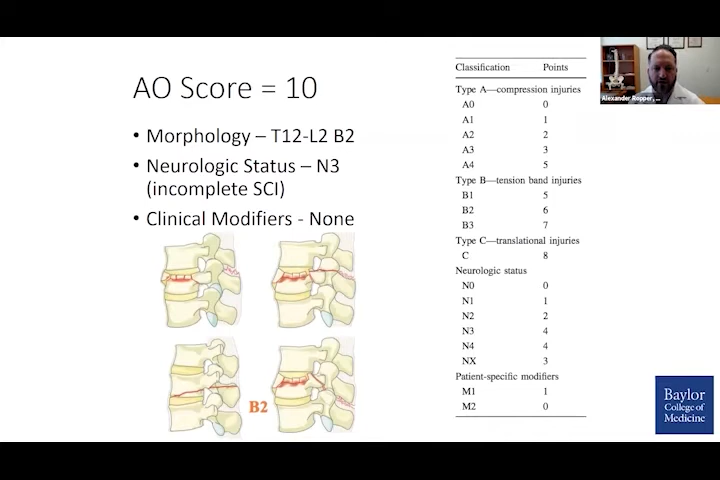 AO Score = 10
• Morphology – T12-L2 B2
• Neurologic Status – N3
(incomplete SCI)
• Clinical Modifiers - None
B2
Classification Points
Type A—compression injuries
A0 0
A1 1
A2 2
A3 3
A4 5
Type B—tension band injuries
B1 5
B2 6
B3 7
Type C—translational injuries
C 8
Neurologic status
N0 0
N1 1
N2 2
N3 4
N4 4
NX 3
Patient-specific modifiers
M1 1
M2 0
Alexander Ropper, ...
Baylor
College of
Medicine